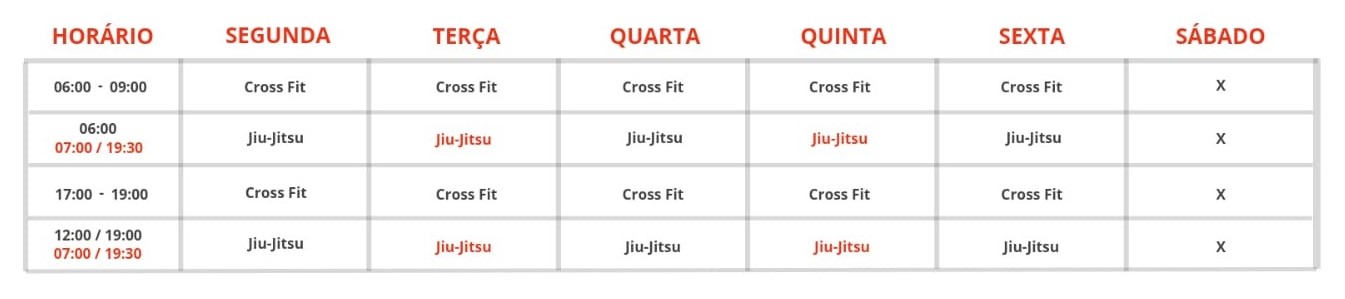 HORÁRIO SEGUNDA TERÇA QUARTA QUINTA SEXTA SÁBADO
06:00 - 09:00 Cross Fit Cross Fit Cross Fit Cross Fit Cross Fit X
06:00
07:00 / 19:30 Jiu-Jitsu Jiu-Jitsu Jiu-Jitsu Jiu-Jitsu Jiu-Jitsu X
17:00 - 19:00 Cross Fit Cross Fit Cross Fit Cross Fit Cross Fit X
12:00 / 19:00
07:00 / 19:30 Jiu-Jitsu Jiu-Jitsu Jiu-Jitsu Jiu-Jitsu Jiu-Jitsu X